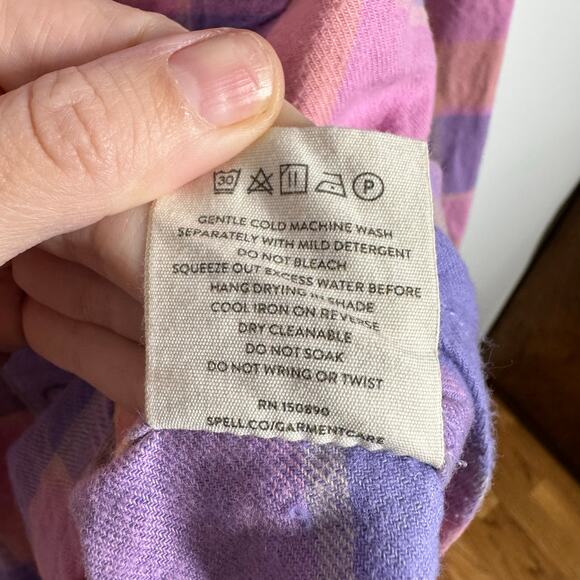 30 P
GENTLE COLD MACHINE WASH
SEPARATELY WITH MILD DETERGENT
DO NOT BLEACH
SQUEEZE OUT EXCESS WATER BEFORE
HANG DRYING IN SHADE
COOL IRON ON REVERSE
DRY CLEANABLE
DO NOT SOAK
DO NOT WRING OR TWIST
RN 150890
SPELL.CO/GARMENTCARE